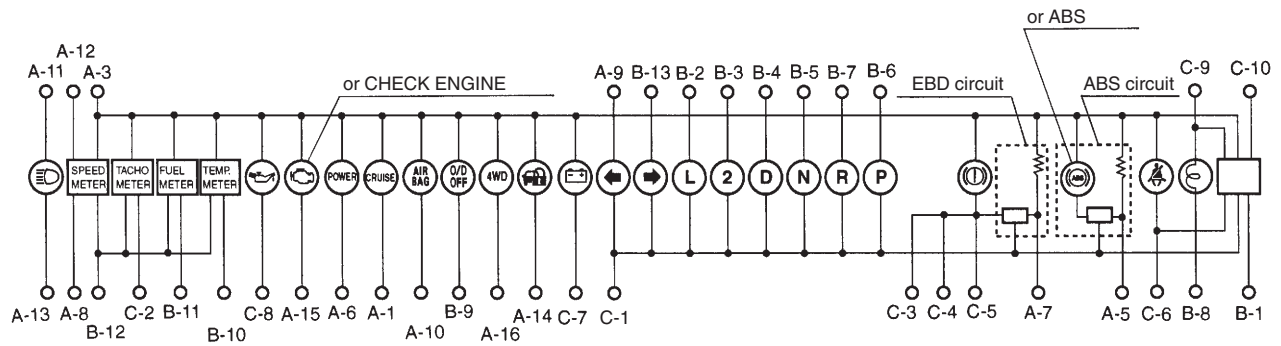 or ABS
A-12
A-11 A-3
or CHECK ENGINE
A-9 B-13 B-2 B-3 B-4 B-5 B-7 B-6
EBD circuit
ABS circuit
C-9 C-10
SPEED METER
TACHO METER
FUEL METER
TEMP. METER
POWER
CRUISE
AIR BAG
O/D OFF
4WD
L
2
D
N
R
P
ABS
A-13 A-8 B-12 C-2 B-11 B-10 C-8 A-15 A-6 A-1 A-10 B-9 A-16 A-14 C-7 C-1
C-3 C-4 C-5 A-7 A-5 C-6 B-8 B-1